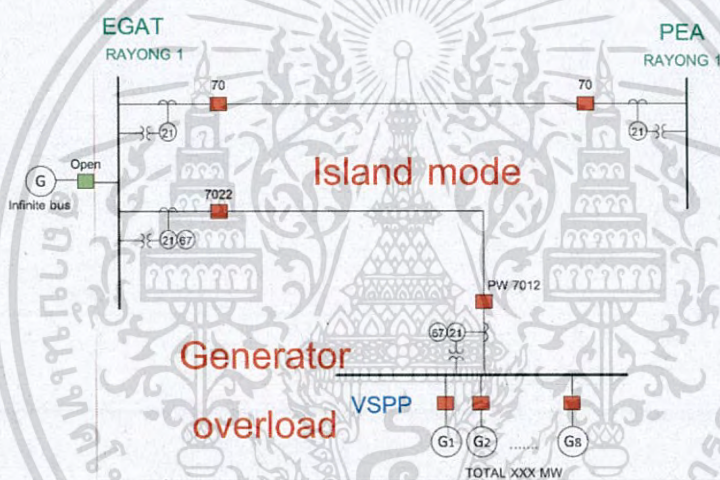 EGAT
RAYONG 1
PEA
RAYONG 1
70
70
21
21
Island mode
G
Open
Infinite bus
7022
21 67
PW 7012
67 21
Generator
overload
VSPP
G1 G2 ....... G8
TOTAL XXX MW